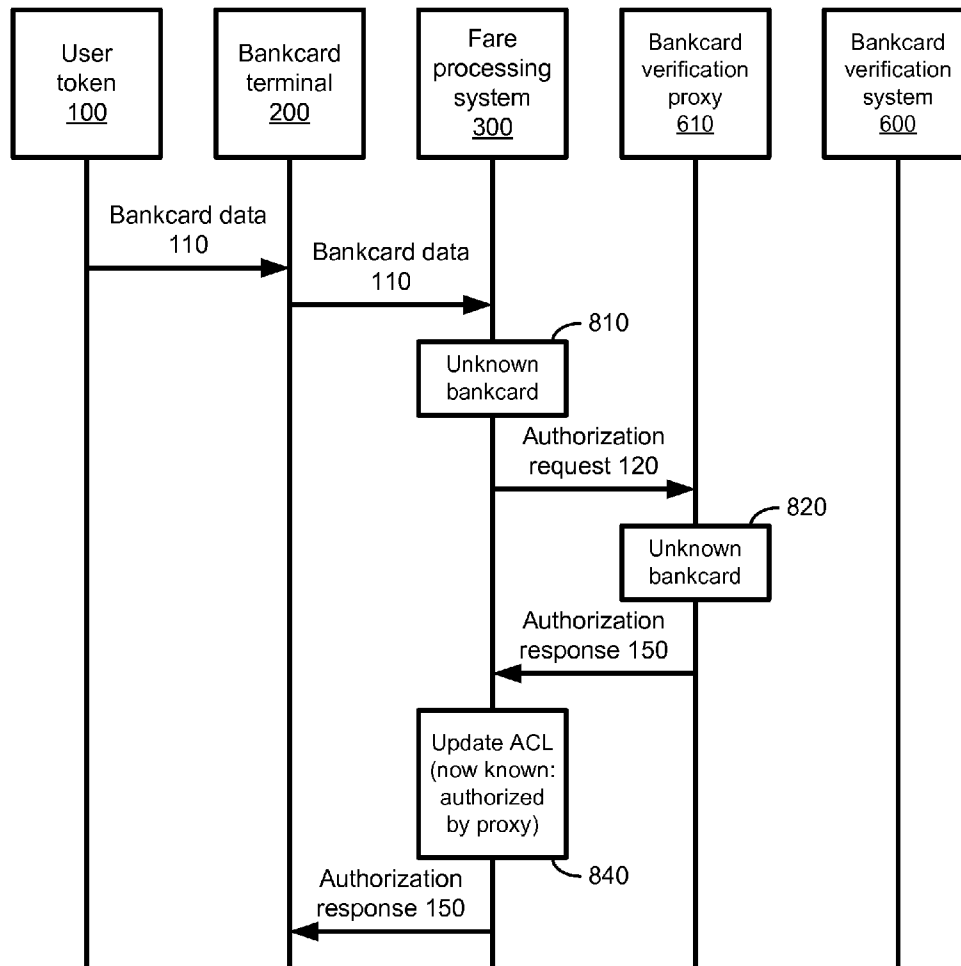 User
token
100
Bankcard
terminal
200
Fare
processing
system
300
Bankcard
verification
proxy
610
Bankcard
verification
system
600
Bankcard data
110
Bankcard data
110
810
Unknown
bankcard
Authorization
request 120
820
Unknown
bankcard
Authorization
response 150
Update ACL
(now known:
authorized
by proxy)
840
Authorization
response 150